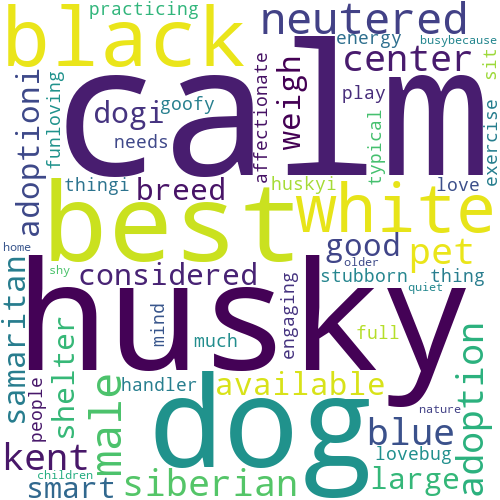 practicing
black
neutered
energy
busybecause
calm
center
sit
adoptioni
funloving
dogi
goofy
affectionate
weigh
play
typical
exercise
needs
thingi
breed
huskyi
love
best
white
home
shy
considered
good
older
pet
samaritan
husky
mind
much
engaging
stubborn
thing
quiet
full
shelter
people
male
handler
available
adoption
dog
blue
nature
kent
lovebug
children
smart
siberian
large